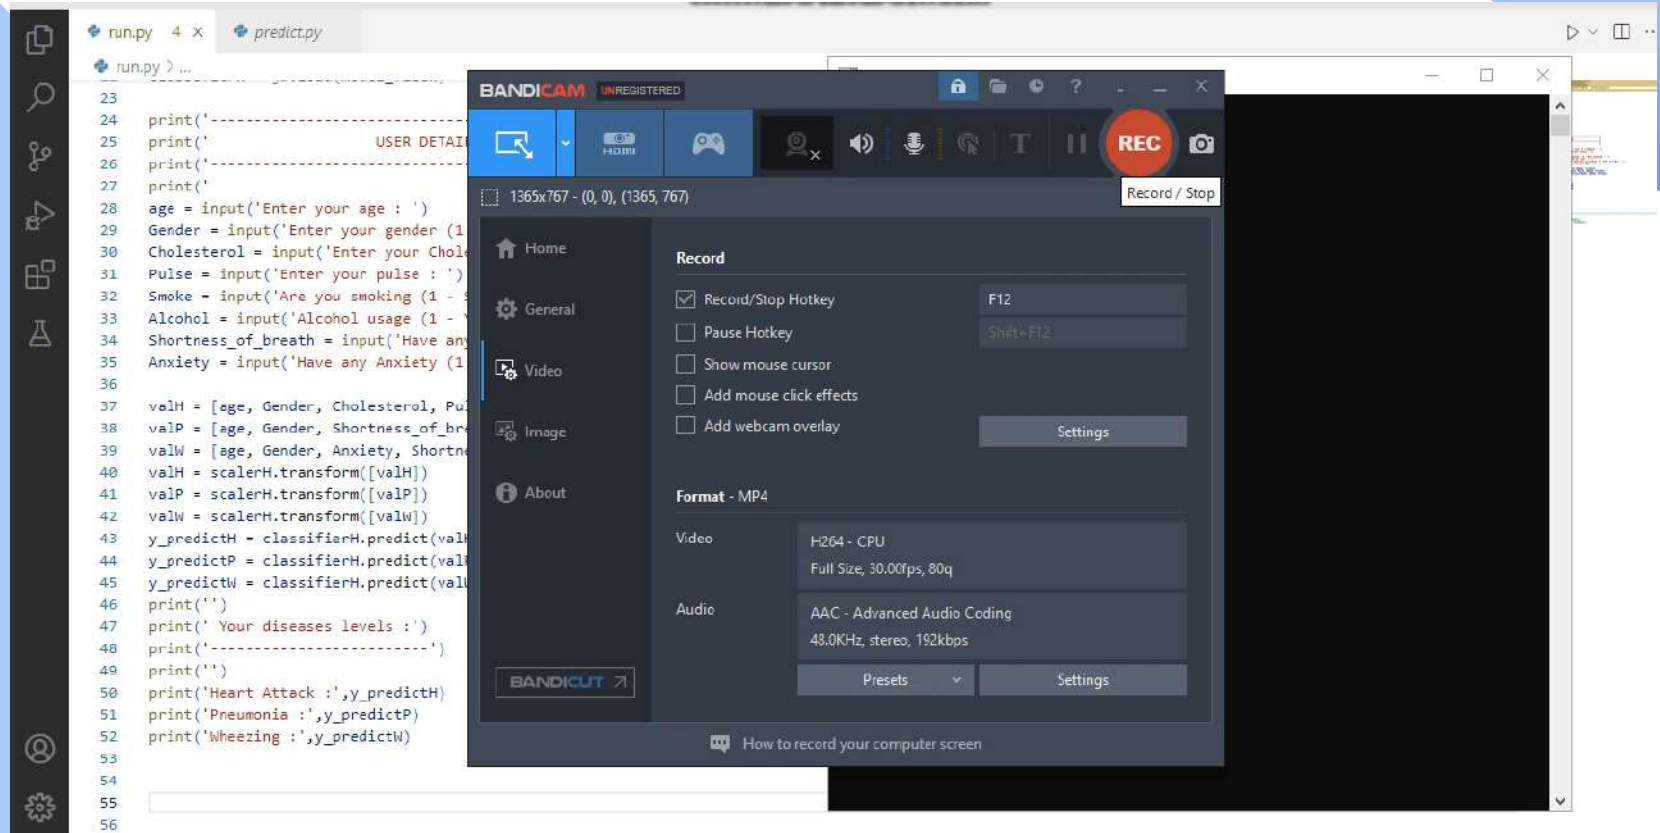 run.py 4 × predict.py
run.py > ...
23
24 print('------------------------------
25 print(' USER DETAI
26 print('------------------------------
27 print('
28 age = input('Enter your age : ')
29 Gender = input('Enter your gender (1
30 Cholesterol = input('Enter your Chole
31 Pulse = input('Enter your pulse : ')
32 Smoke = input('Are you smoking (1 -
33 Alcohol = input('Alcohol usage (1 -
34 Shortness_of_breath = input('Have any
35 Anxiety = input('Have any Anxiety (1
36
37 valH = [age, Gender, Cholesterol, Pul
38 valP = [age, Gender, Shortness_of_bre
39 valW = [age, Gender, Anxiety, Shortne
40 valH = scalerH.transform([valH])
41 valP = scalerH.transform([valP])
42 valW = scalerH.transform([valW])
43 y_predictH = classifierH.predict(valH
44 y_predictP = classifierH.predict(valP
45 y_predictW = classifierH.predict(valW
46 print('')
47 print(' Your diseases levels :')
48 print('-------------------------')
49 print('')
50 print('Heart Attack :',y_predictH)
51 print('Pneumonia :',y_predictP)
52 print('Wheezing :',y_predictW)
53
54
55
56
BANDICAM UNREGISTERED
HDMI
REC
Record / Stop
1365x767 - (0, 0), (1365, 767)
Home
General
Video
Image
About
BANDICUT
Record
Record/Stop Hotkey F12
Pause Hotkey Shift+F12
Show mouse cursor
Add mouse click effects
Add webcam overlay Settings
Format - MP4
Video H264 - CPU
Full Size, 30.00fps, 80q
Audio AAC - Advanced Audio Coding
48.0KHz, stereo, 192kbps
Presets Settings
How to record your computer screen